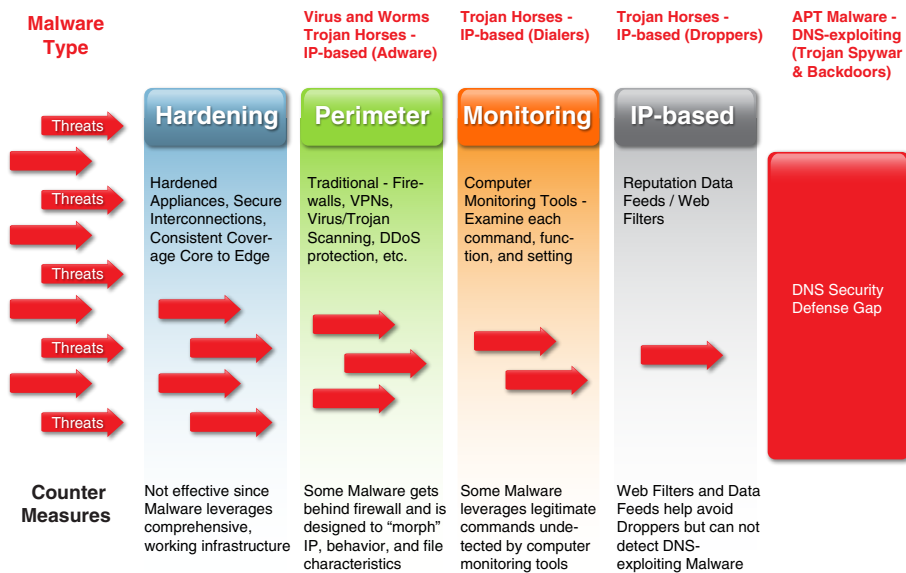 Malware
Type
Virus and Worms
Trojan Horses -
IP-based (Adware)
Trojan Horses -
IP-based (Dialers)
Trojan Horses -
IP-based (Droppers)
APT Malware -
DNS-exploiting
(Trojan Spywar
& Backdoors)
Threats
Threats
Threats
Threats
Threats
Hardening
Hardened
Appliances, Secure
Interconnections,
Consistent Cover-
age Core to Edge
Perimeter
Traditional - Fire-
walls, VPNs,
Virus/Trojan
Scanning, DDoS
protection, etc.
Monitoring
Computer
Monitoring Tools -
Examine each
command, func-
tion, and setting
IP-based
Reputation Data
Feeds / Web
Filters
DNS Security
Defense Gap
Counter
Measures
Not effective since
Malware leverages
comprehensive,
working infrastructure
Some Malware gets
behind firewall and is
designed to “morph”
IP, behavior, and file
characteristics
Some Malware
leverages legitimate
commands unde-
tected by computer
monitoring tools
Web Filters and Data
Feeds help avoid
Droppers but can not
detect DNS-
exploiting Malware